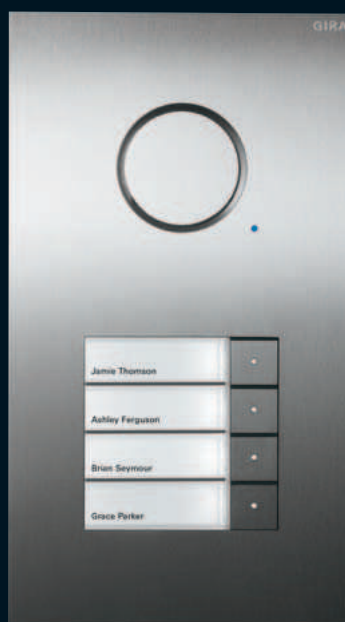 GIRA
Jamie Thomson
Ashley Ferguson
Brian Seymour
Grace Parker